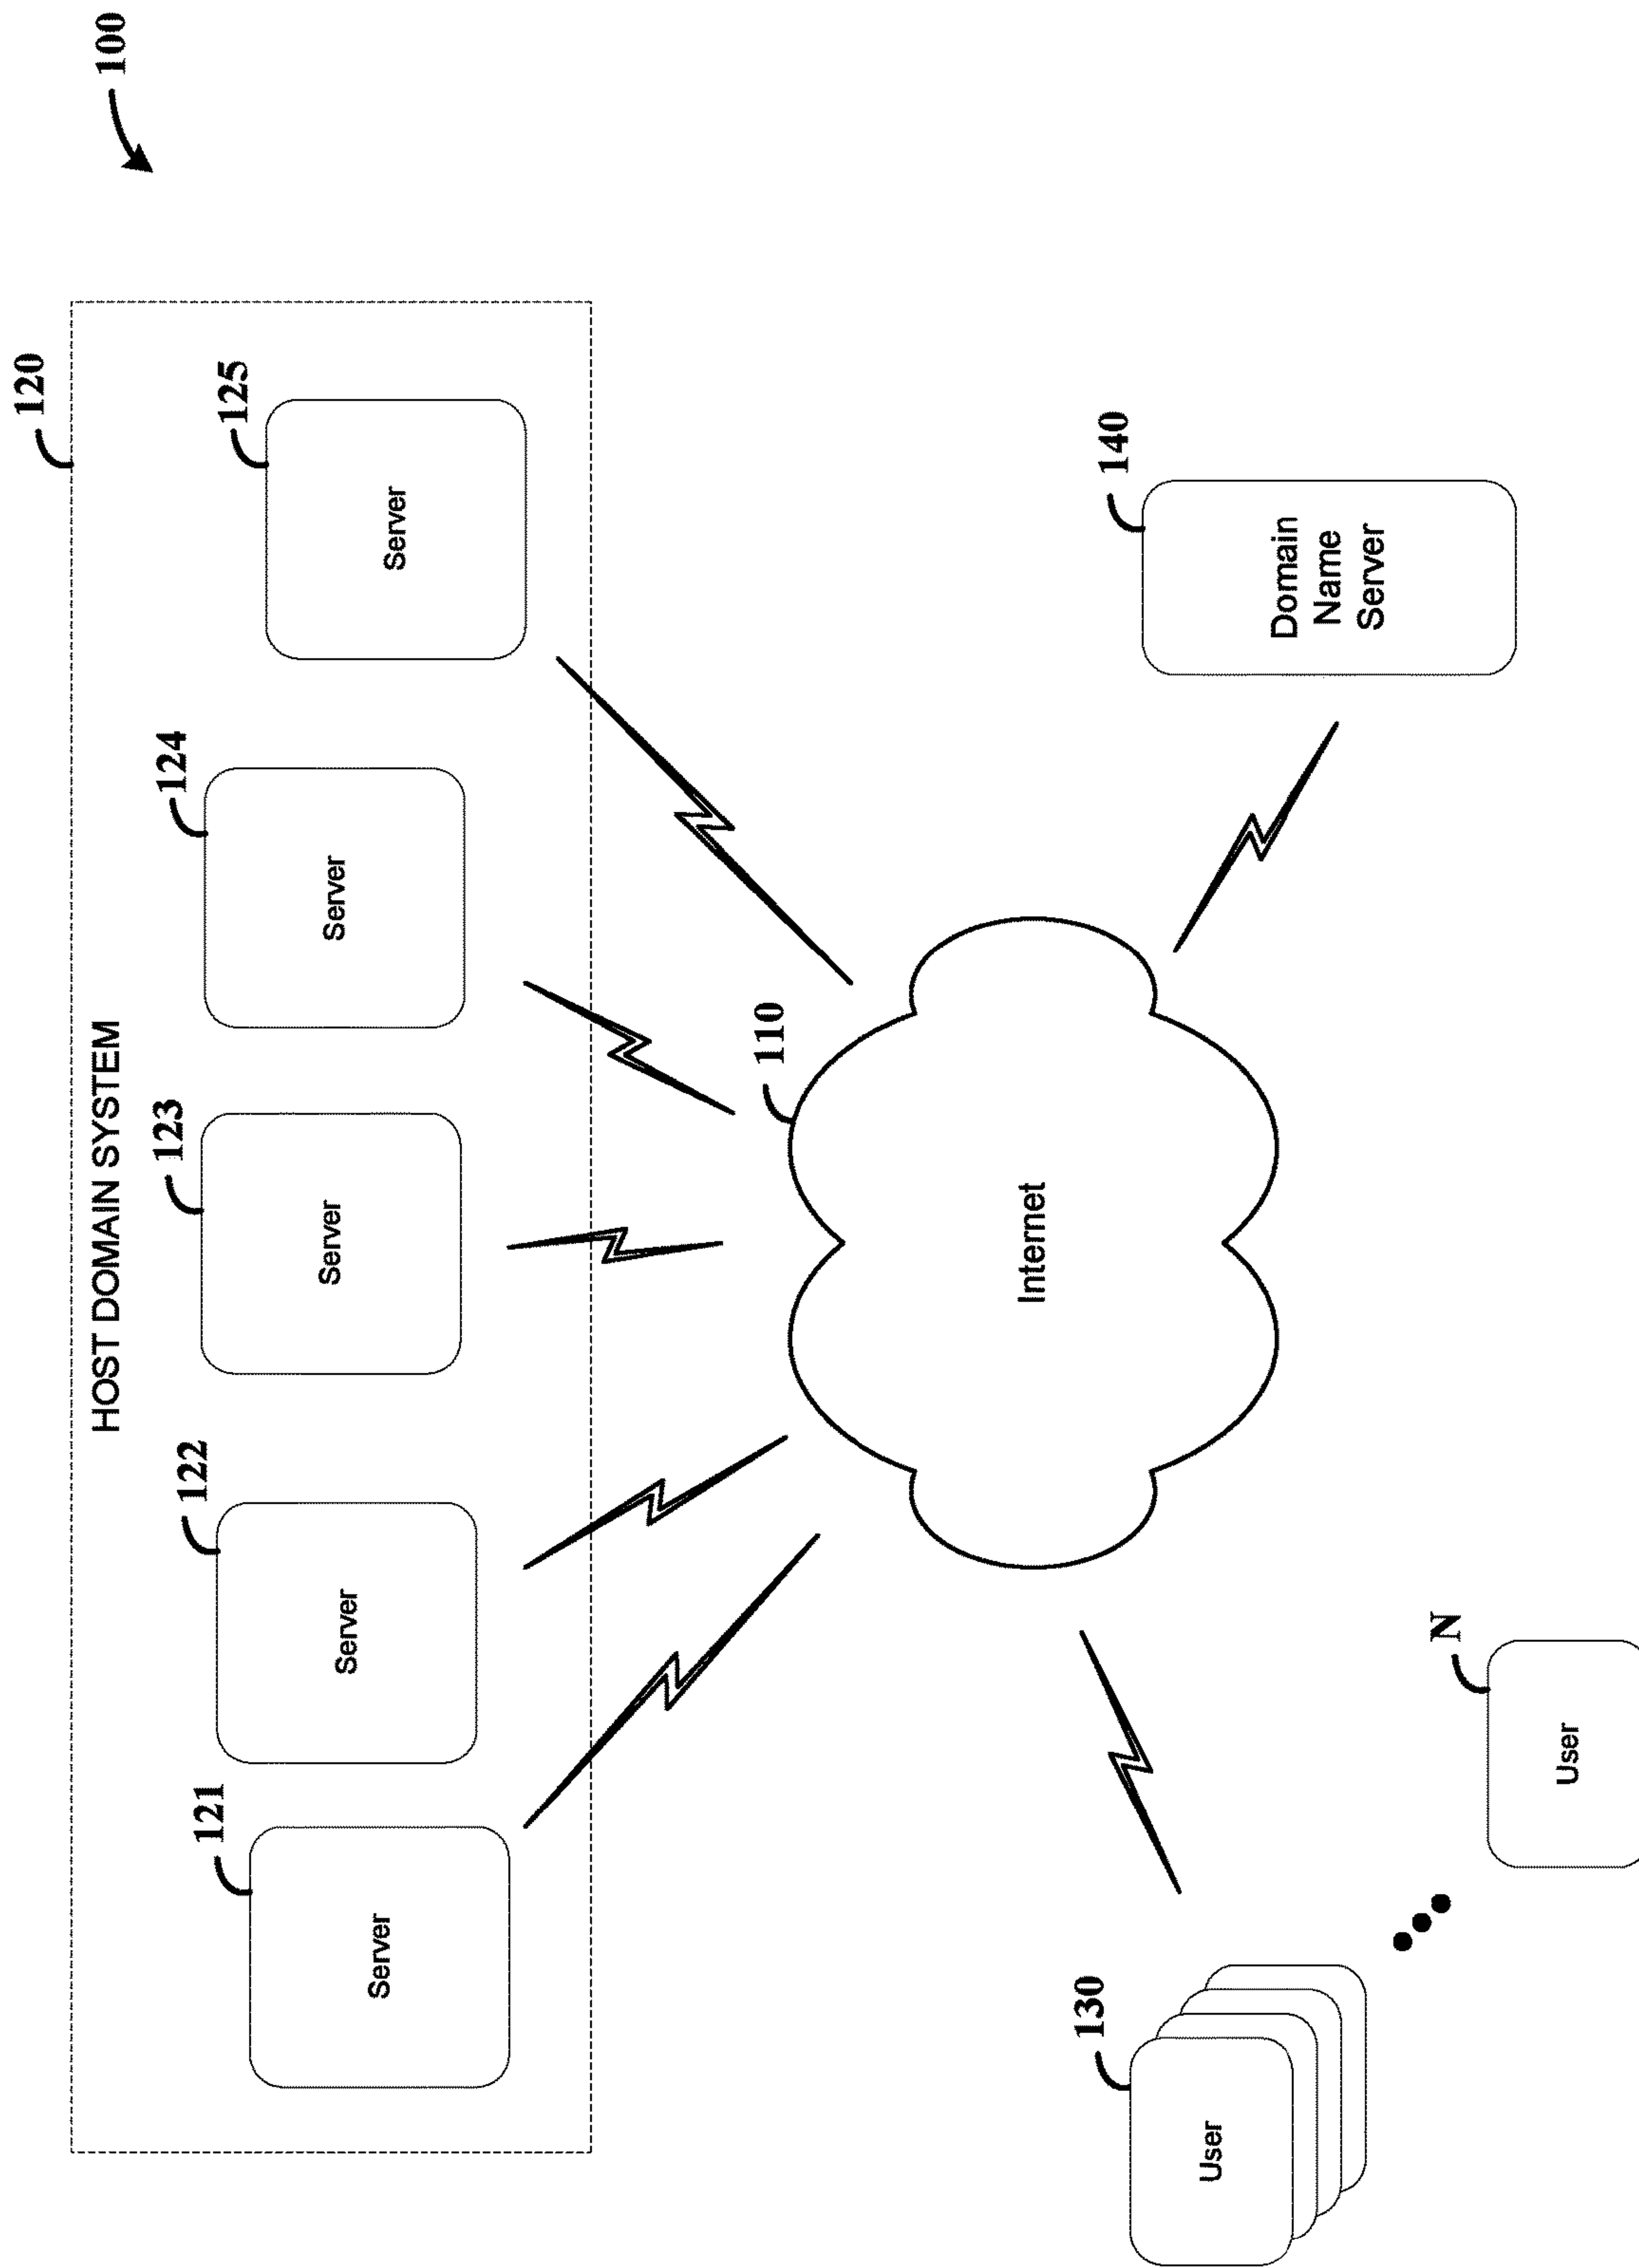 100
120
HOST DOMAIN SYSTEM
121
Server
122
Server
123
Server
124
Server
125
Server
110
Internet
130
User
N
User
140
Domain
Name
Server